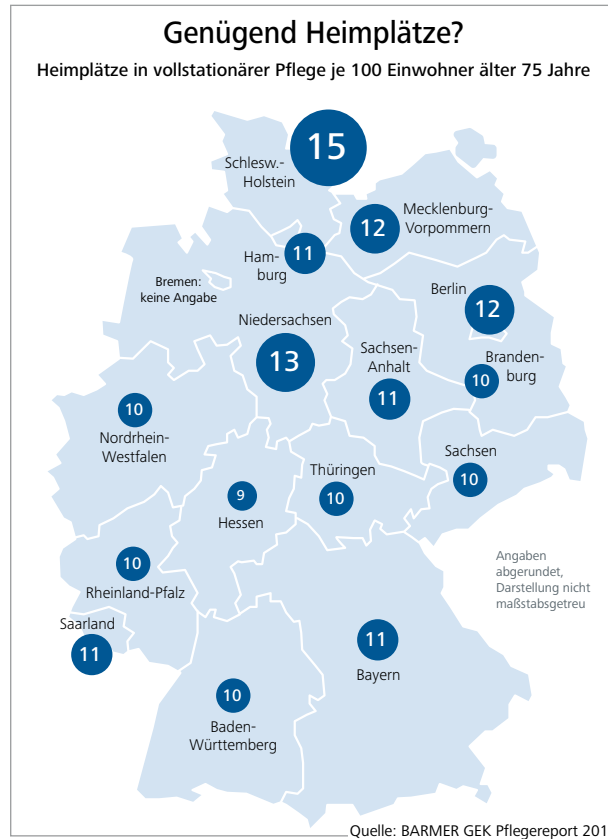 Genügend Heimplätze?
Heimplätze in vollstationärer Pflege je 100 Einwohner älter 75 Jahre
15
Schlesw.-
Holstein
Mecklenburg-
Vorpommern
12
11
Ham-
burg
Bremen:
keine Angabe
Berlin
12
Niedersachsen
13
Sachsen-
Anhalt
11
Branden-
burg
10
10
Nordrhein-
Westfalen
Sachsen
10
Thüringen
10
9
Hessen
Angaben
abgerundet,
Darstellung nicht
maßstabsgetreu
10
Rheinland-Pfalz
Saarland
11
11
Bayern
10
Baden-
Württemberg
Quelle: BARMER GEK Pflegereport 201